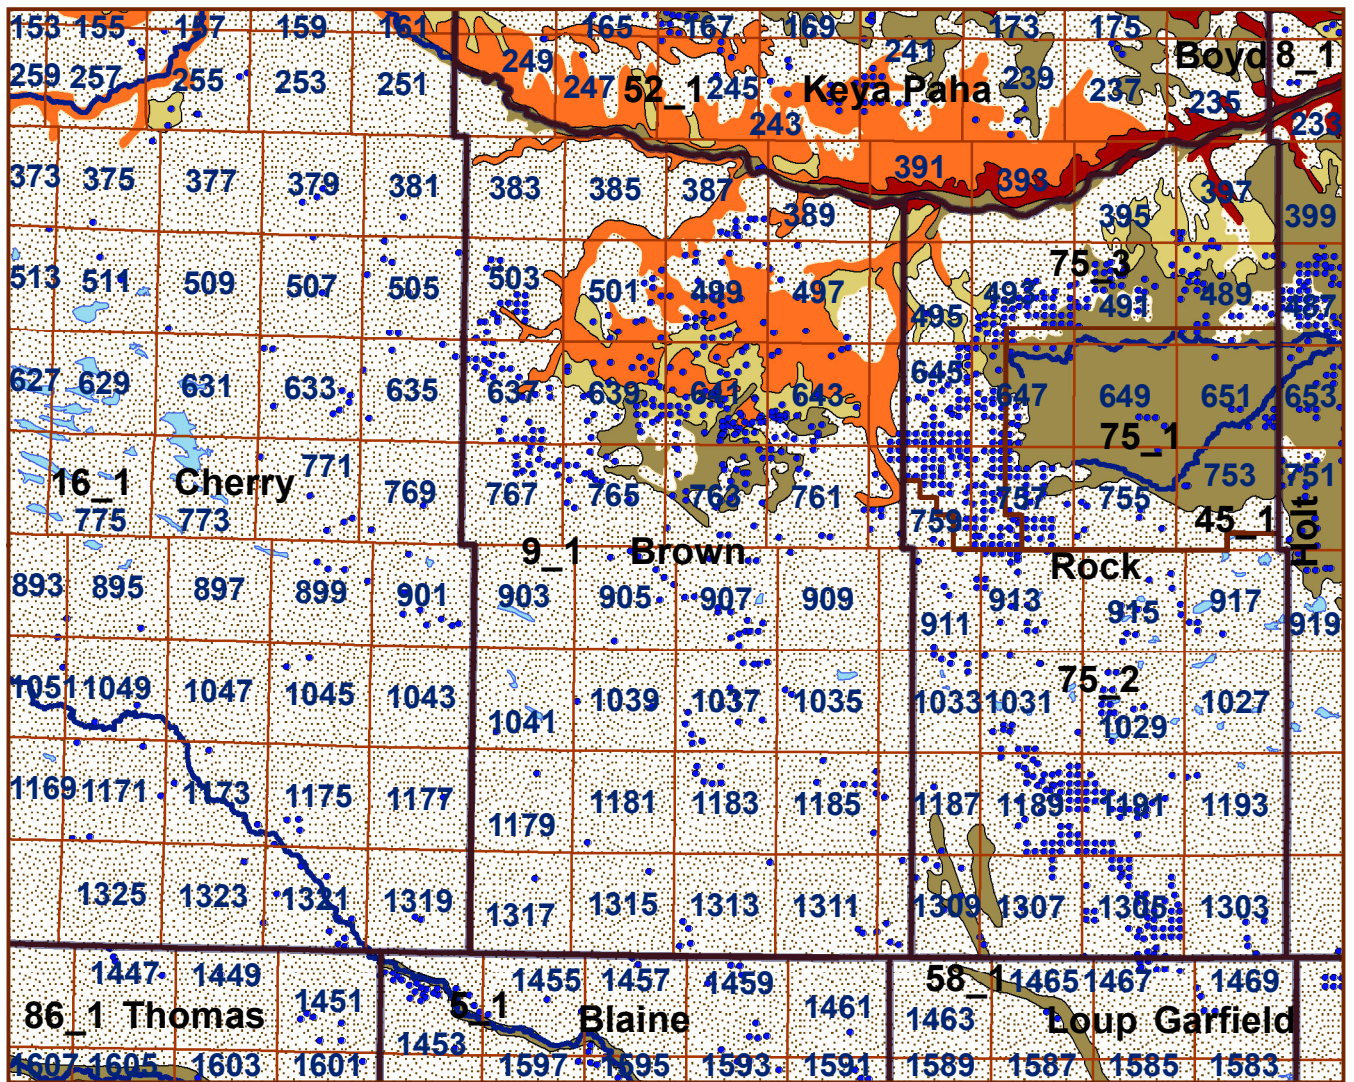 153 155 157 159 161 165 167 169 173 175
249 241 Boyd 8_1
259 257 255 253 251 247 52_1 245 Keya Paha 239 237 235
243 233
373 375 377 379 381 383 385 387 391 393 397
389 395 399
75_3
513 511 509 507 505 503 501 499 497 493 491 489 487
495
645
627 629 631 633 635 637 639 641 643 647 649 651 653
75_1
16_1 Cherry 771 769 767 765 763 761 757 755 753 751
775 773 759 45_1
Holt
9_1 Brown Rock
893 895 897 899 901 903 905 907 909 913 915 917
911 919
75_2
1051 1049 1047 1045 1043 1039 1037 1035 1033 1031 1027
1041 1029
1169 1171 1173 1175 1177 1181 1183 1185 1187 1189 1191 1193
1179
1325 1323 1321 1319 1317 1315 1313 1311 1309 1307 1305 1303
1447 1449 1455 1457 1459 58_1 1465 1467 1469
1451 5_1 1461
86_1 Thomas Blaine 1463 Loup Garfield
1453
1607 1605 1603 1601 1597 1595 1593 1591 1589 1587 1585 1583